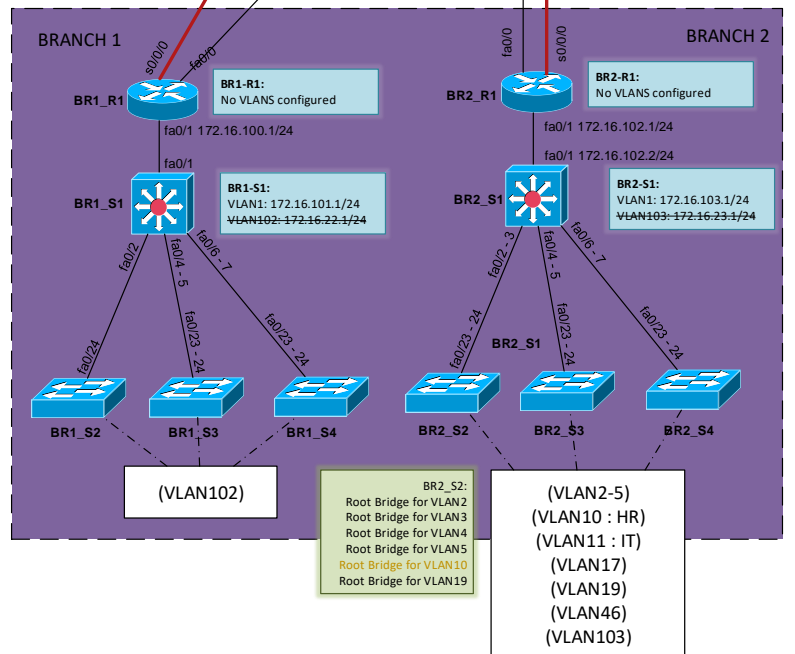 BRANCH 1
BRANCH 2
s0/0/0
fa0/0
fa0/0
s0/0/0
BR1_R1
BR1-R1:
No VLANS configured
BR2_R1
BR2-R1:
No VLANS configured
fa0/1 172.16.100.1/24
fa0/1 172.16.102.1/24
fa0/1
fa0/1 172.16.102.2/24
BR1_S1
BR1-S1:
VLAN1: 172.16.101.1/24
VLAN102: 172.16.22.1/24
BR2_S1
BR2-S1:
VLAN1: 172.16.103.1/24
VLAN103: 172.16.23.1/24
fa0/2
fa0/4 - 5
fa0/6 - 7
fa0/2 - 3
fa0/4 - 5
fa0/6 - 7
fa0/24
fa0/23 - 24
fa0/23 - 24
fa0/23 - 24
fa0/23 - 24
fa0/23 - 24
BR2_S1
BR1_S2
BR1_S3
BR1_S4
BR2_S2
BR2_S3
BR2_S4
(VLAN102)
BR2_S2:
Root Bridge for VLAN2
Root Bridge for VLAN3
Root Bridge for VLAN4
Root Bridge for VLAN5
Root Bridge for VLAN10
Root Bridge for VLAN19
(VLAN2-5)
(VLAN10 : HR)
(VLAN11 : IT)
(VLAN17)
(VLAN19)
(VLAN46)
(VLAN103)